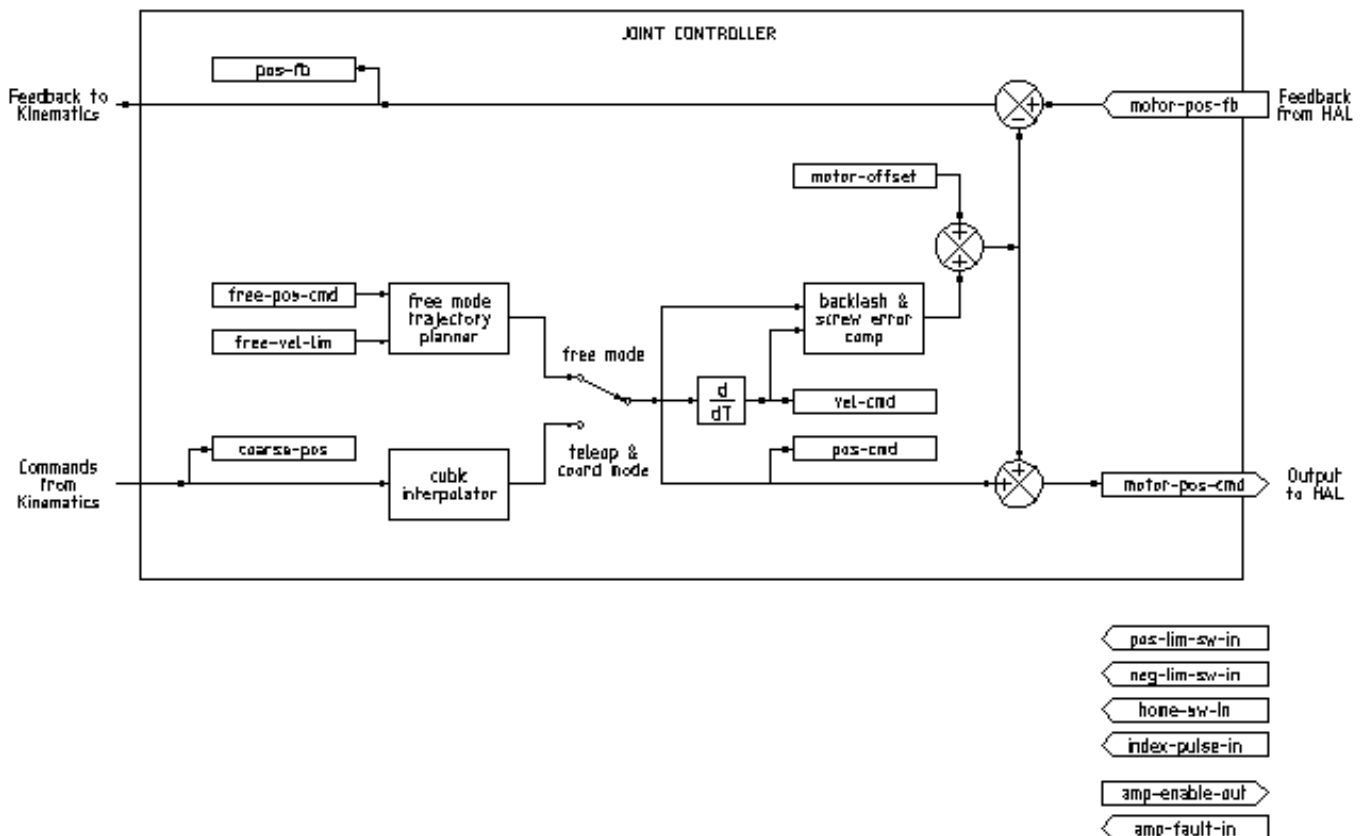 JOINT CONTROLLER
pos-fb
Feedback to
Kinematics
+
-
motor-pos-fb
Feedback
from HAL
motor-offset
+
+
free-pos-cmd
free-vel-lim
free mode
trajectory
planner
backlash &
screw error
comp
free mode
d
dT
vel-cmd
coarse-pos
teleop &
coord mode
pos-cmd
Commands
from
Kinematics
cubic
interpolator
+
+
motor-pos-cmd
Output
to HAL
pos-lim-sw-in
neg-lim-sw-in
home-sw-in
index-pulse-in
amp-enable-out
amp-fault-in